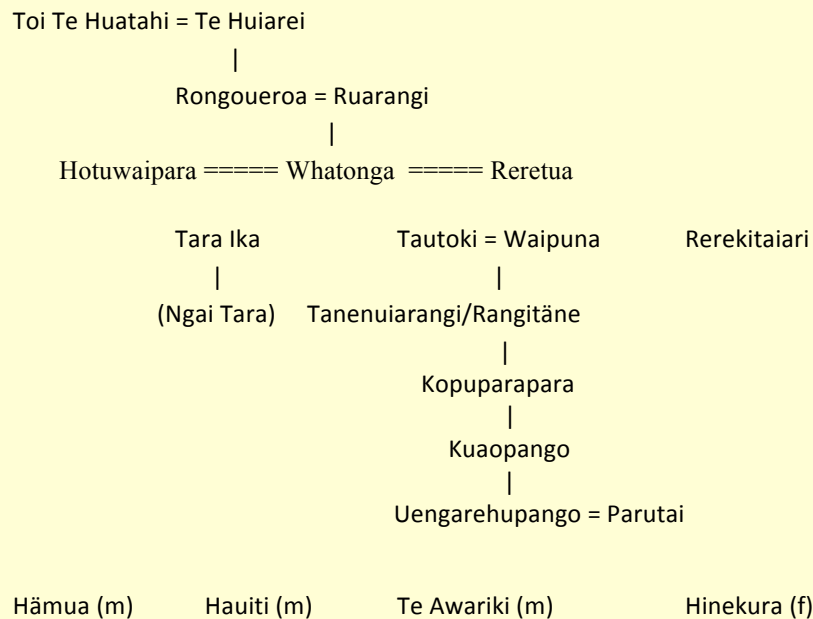 Toi Te Huatahi = Te Huiarei
|
Rongoueroa = Ruarangi
|
Hotuwaipara ===== Whatonga ===== Reretua
Tara Ika Tautoki = Waipuna Rerekitaiari
| |
(Ngai Tara) Tanenuiarangi/Rangitäne
|
Kopuparapara
|
Kuaopango
|
Uengarehupango = Parutai
Hämua (m) Hauiti (m) Te Awariki (m) Hinekura (f)